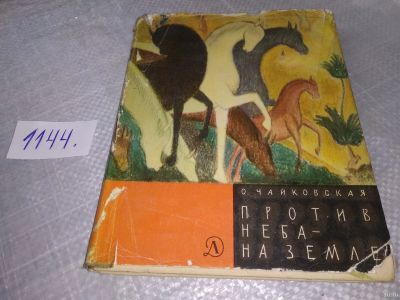 1144.
О. ЧАЙКОВСКАЯ
ПРОТИВ
НЕБА —
НА ЗЕМЛЕ
Д